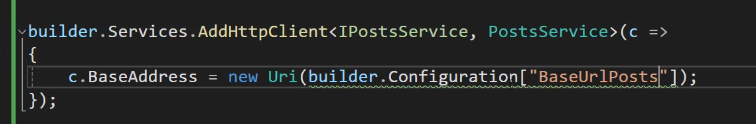 builder.Services.AddHttpClient<IPostsService, PostsService>(c =>
{
    c.BaseAddress = new Uri(builder.Configuration["BaseUrlPosts"]);
});